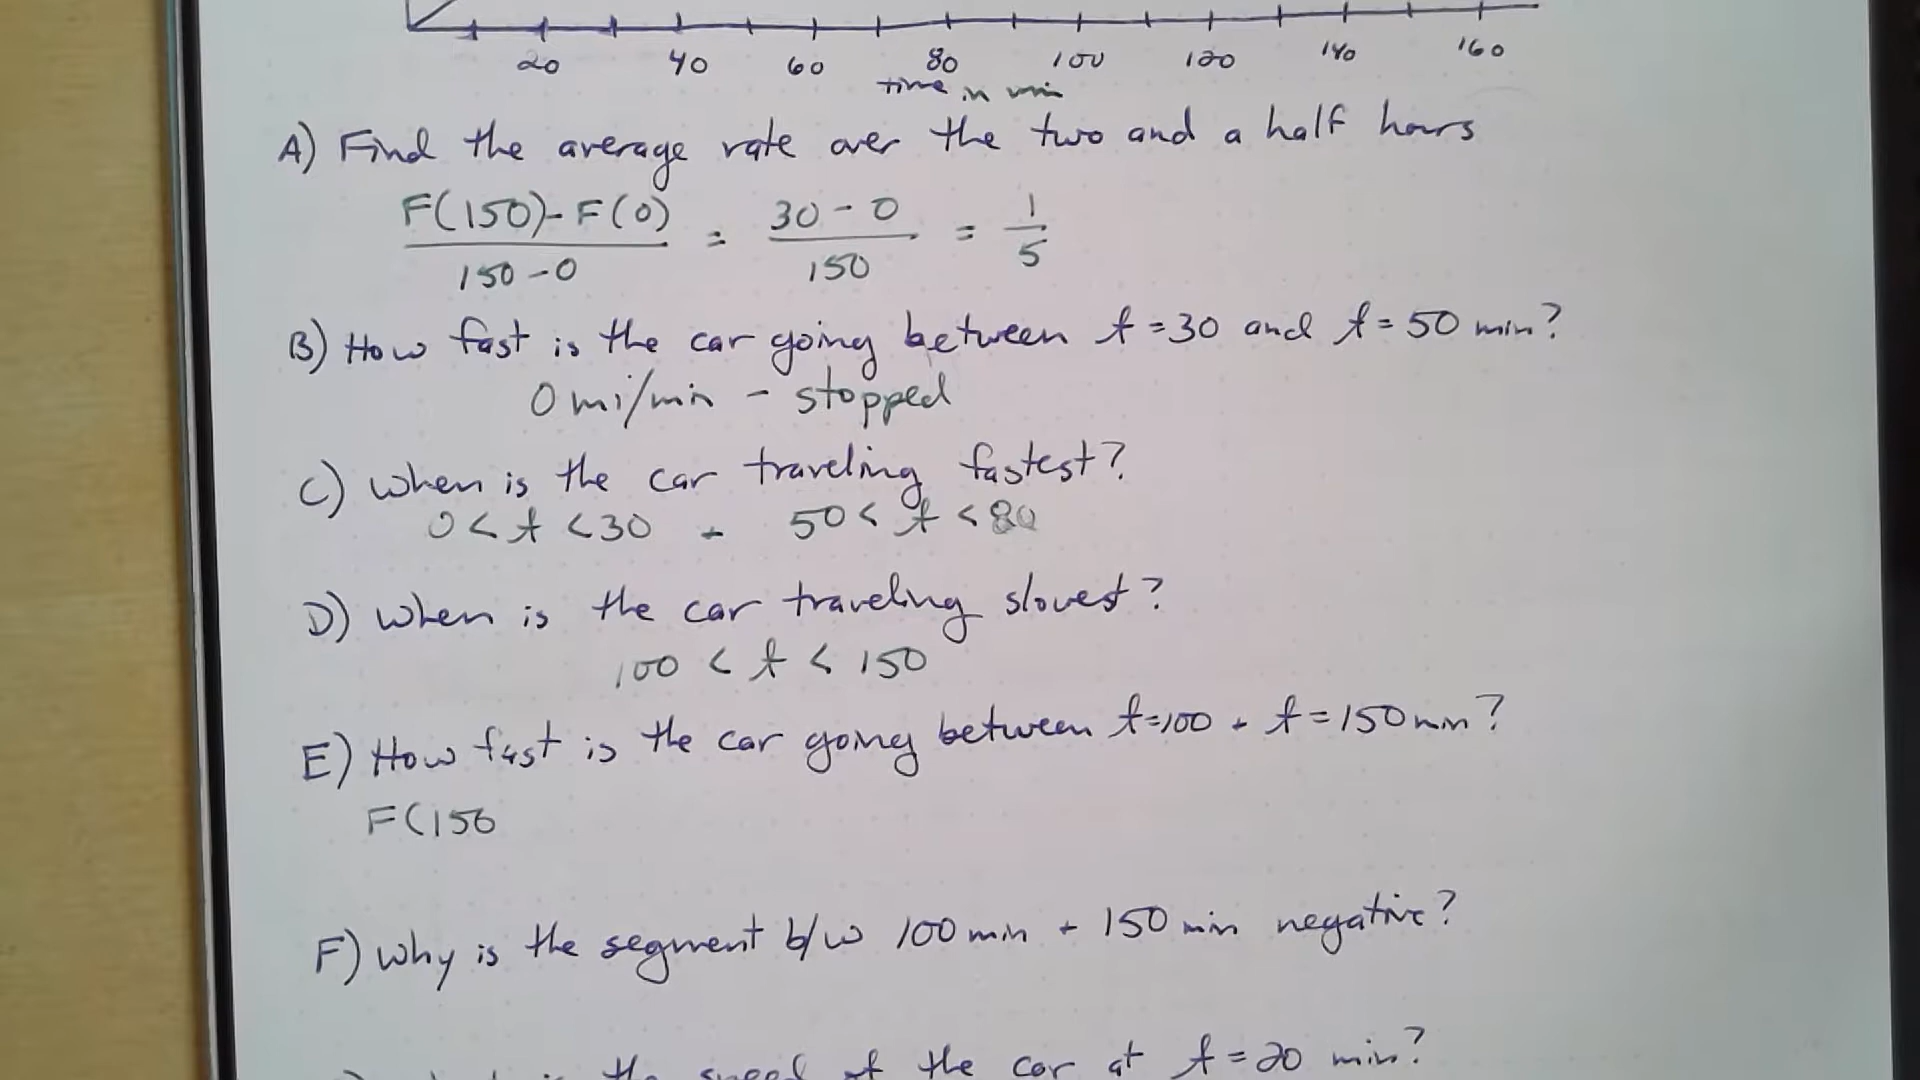 20 40 60 80 100 120 140 160
time in min
A) Find the average rate over the two and a half hours
F(150)-F(0) / 150-0 = 30-0 / 150 = 1/5
B) How fast is the car going between t=30 and t=50 min?
0 mi/min - stopped
C) When is the car traveling fastest?
0<t<30 + 50<t<80
D) When is the car traveling slowest?
100<t<150
E) How fast is the car going between t=100 + t=150 min?
F(150
F) Why is the segment b/w 100 min + 150 min negative?
is the speed of the car at t=20 min?